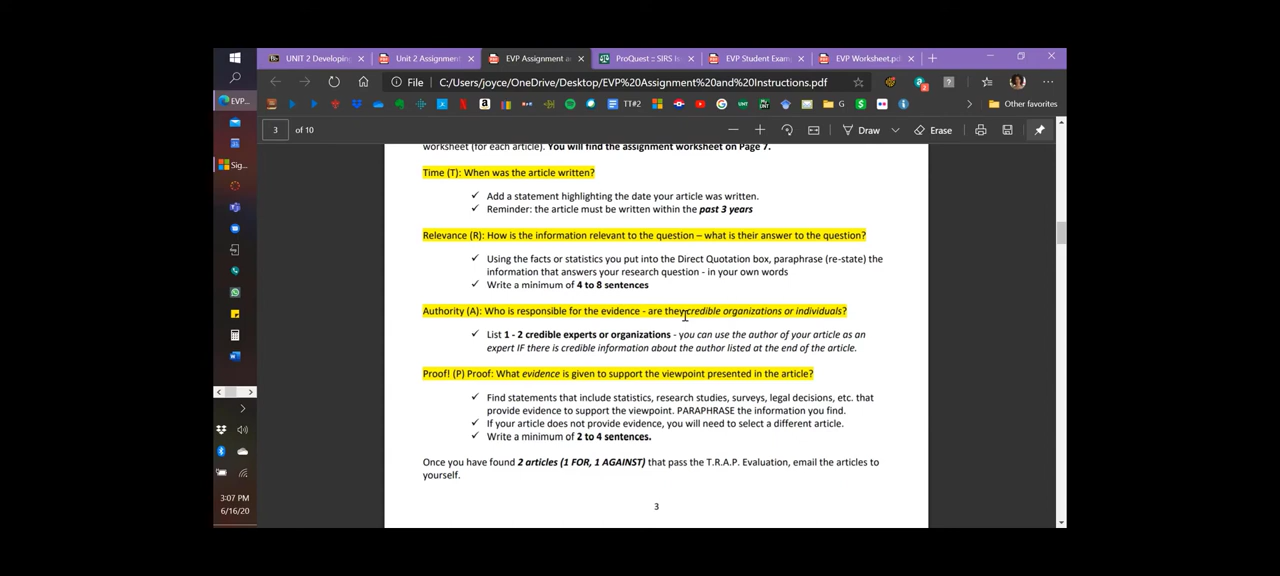 UNIT 2 Developing
Unit 2 Assignment
EVP Assignment a
ProQuest :: SIRS Is
EVP Student Exam
EVP Worksheet.pd
File
C:/Users/joyce/OneDrive/Desktop/EVP%20Assignment%20and%20Instructions.pdf
TT#2
G
Other favorites
3 of 10
Draw
Erase
EVP...
Sig...
worksheet (for each article). You will find the assignment worksheet on Page 7.
Time (T): When was the article written?
✓ Add a statement highlighting the date your article was written.
✓ Reminder: the article must be written within the past 3 years
Relevance (R): How is the information relevant to the question – what is their answer to the question?
✓ Using the facts or statistics you put into the Direct Quotation box, paraphrase (re-state) the
information that answers your research question - in your own words
✓ Write a minimum of 4 to 8 sentences
Authority (A): Who is responsible for the evidence - are they credible organizations or individuals?
✓ List 1 - 2 credible experts or organizations - you can use the author of your article as an
expert IF there is credible information about the author listed at the end of the article.
Proof! (P) Proof: What evidence is given to support the viewpoint presented in the article?
✓ Find statements that include statistics, research studies, surveys, legal decisions, etc. that
provide evidence to support the viewpoint. PARAPHRASE the information you find.
✓ If your article does not provide evidence, you will need to select a different article.
✓ Write a minimum of 2 to 4 sentences.
Once you have found 2 articles (1 FOR, 1 AGAINST) that pass the T.R.A.P. Evaluation, email the articles to
yourself.
3
3:07 PM
6/16/20